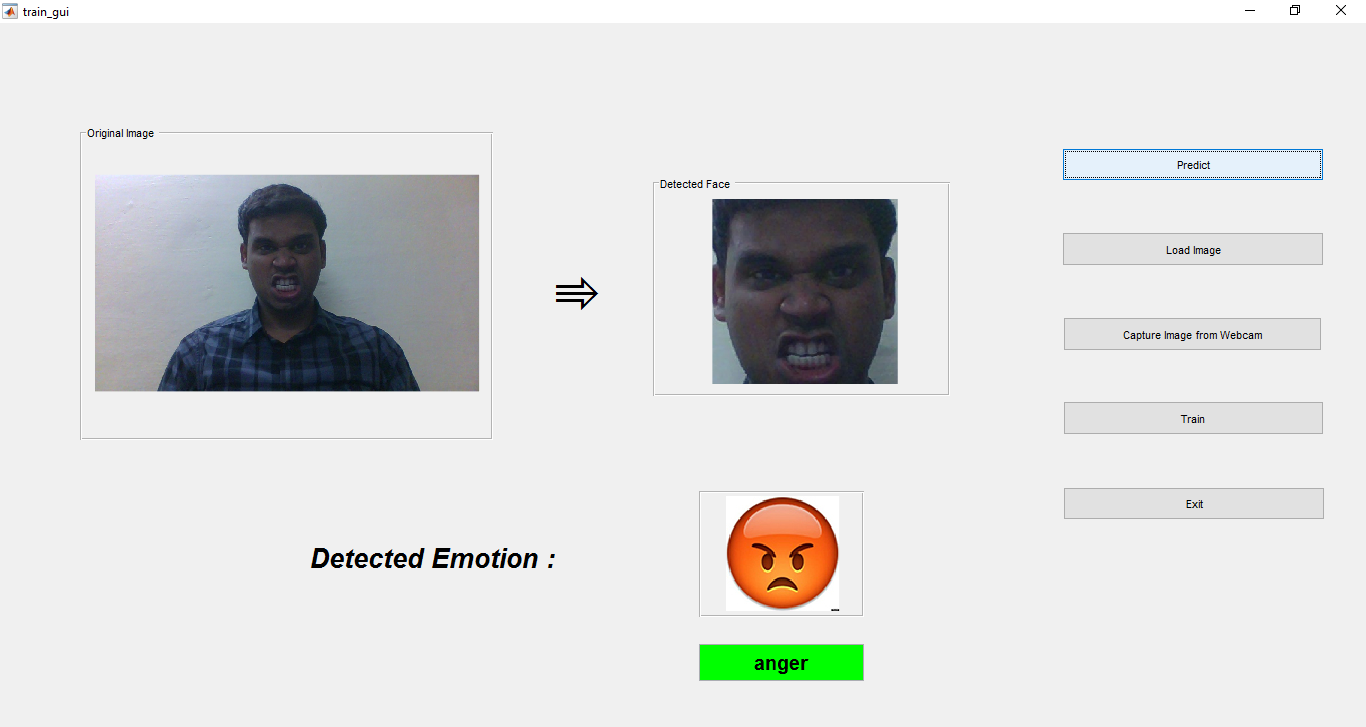 train_gui
Original Image
Detected Face
Predict
Load Image
Capture Image from Webcam
Train
Exit
Detected Emotion :
anger